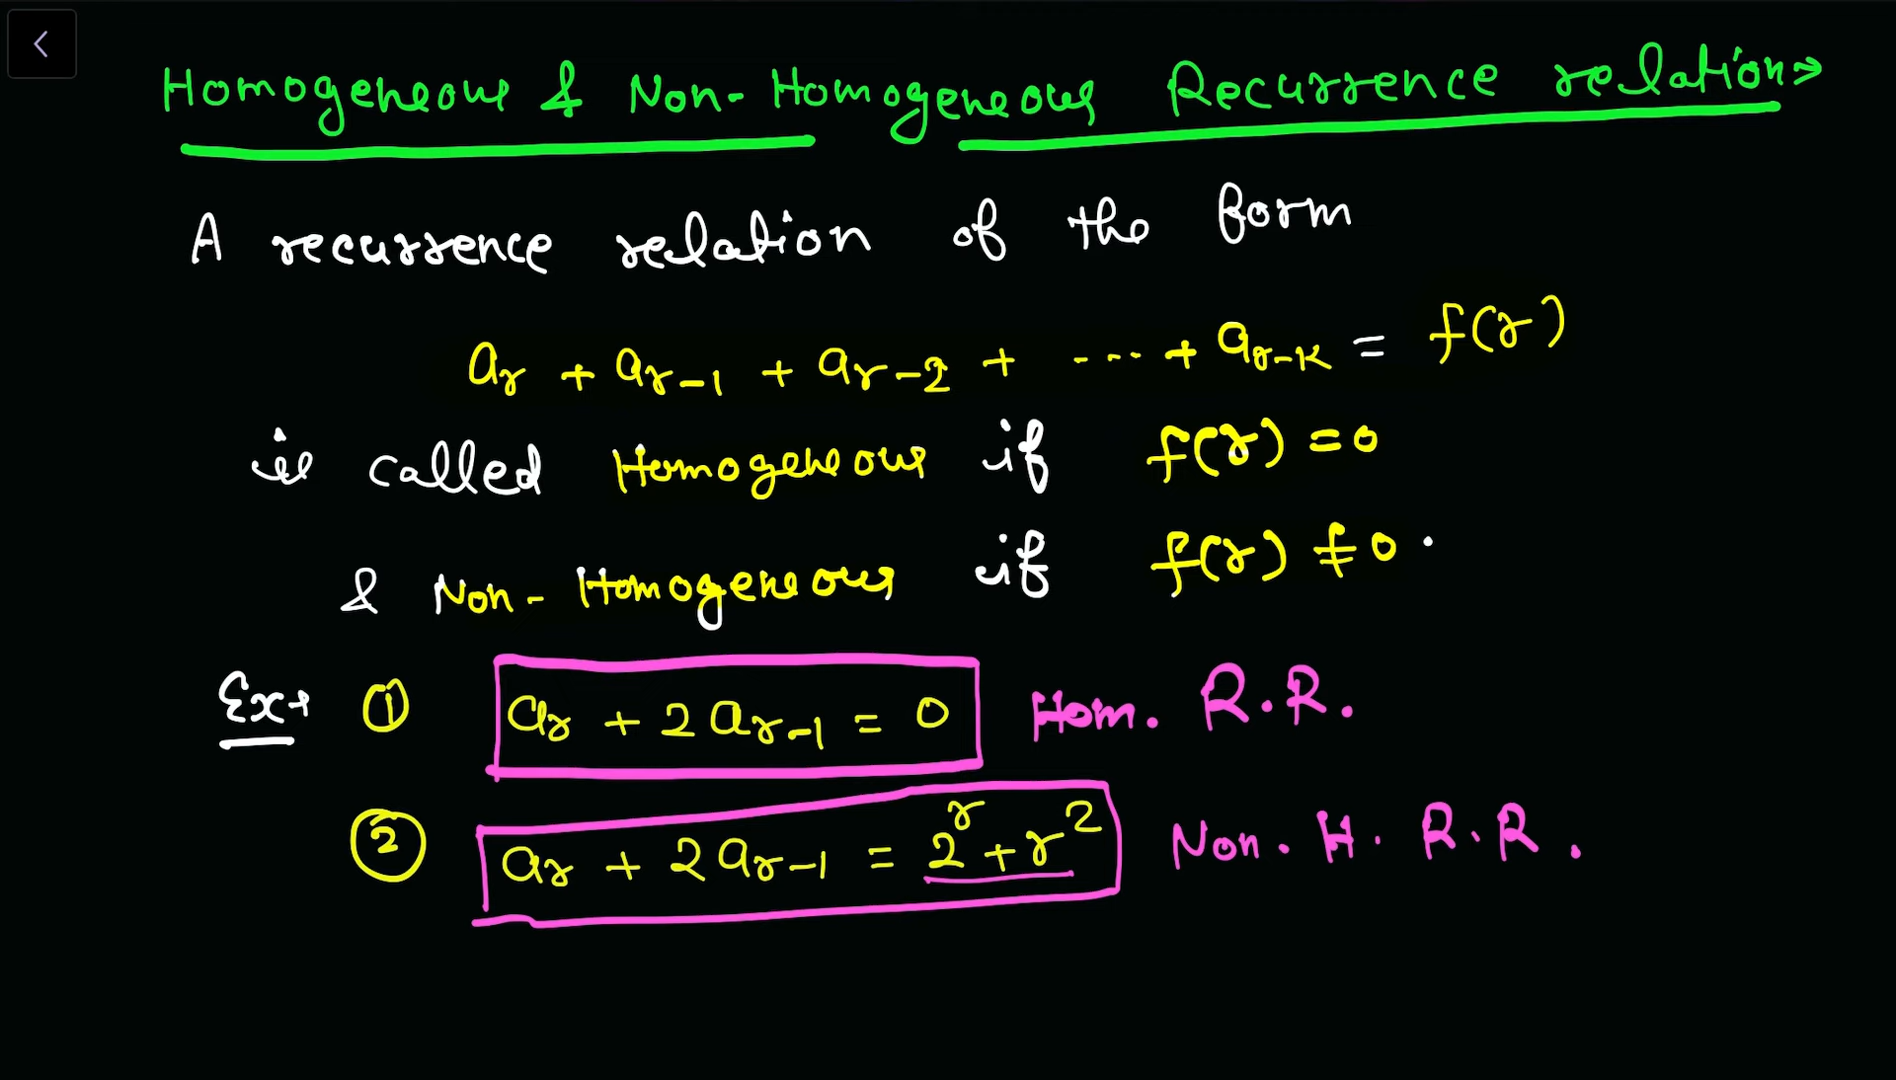 Homogeneous & Non-Homogeneous Recurrence relation→
A recurrence relation of the form
aᵣ + aᵣ₋₁ + aᵣ₋₂ + ---- + aᵣ₋ₖ = f(r)
is called Homogeneous if f(r) = 0
& Non-Homogeneous if f(r) ≠ 0.
Ex→ ① aᵣ + 2aᵣ₋₁ = 0 Hom. R.R.
② aᵣ + 2aᵣ₋₁ = 2ʳ + r² Non. H. R.R.